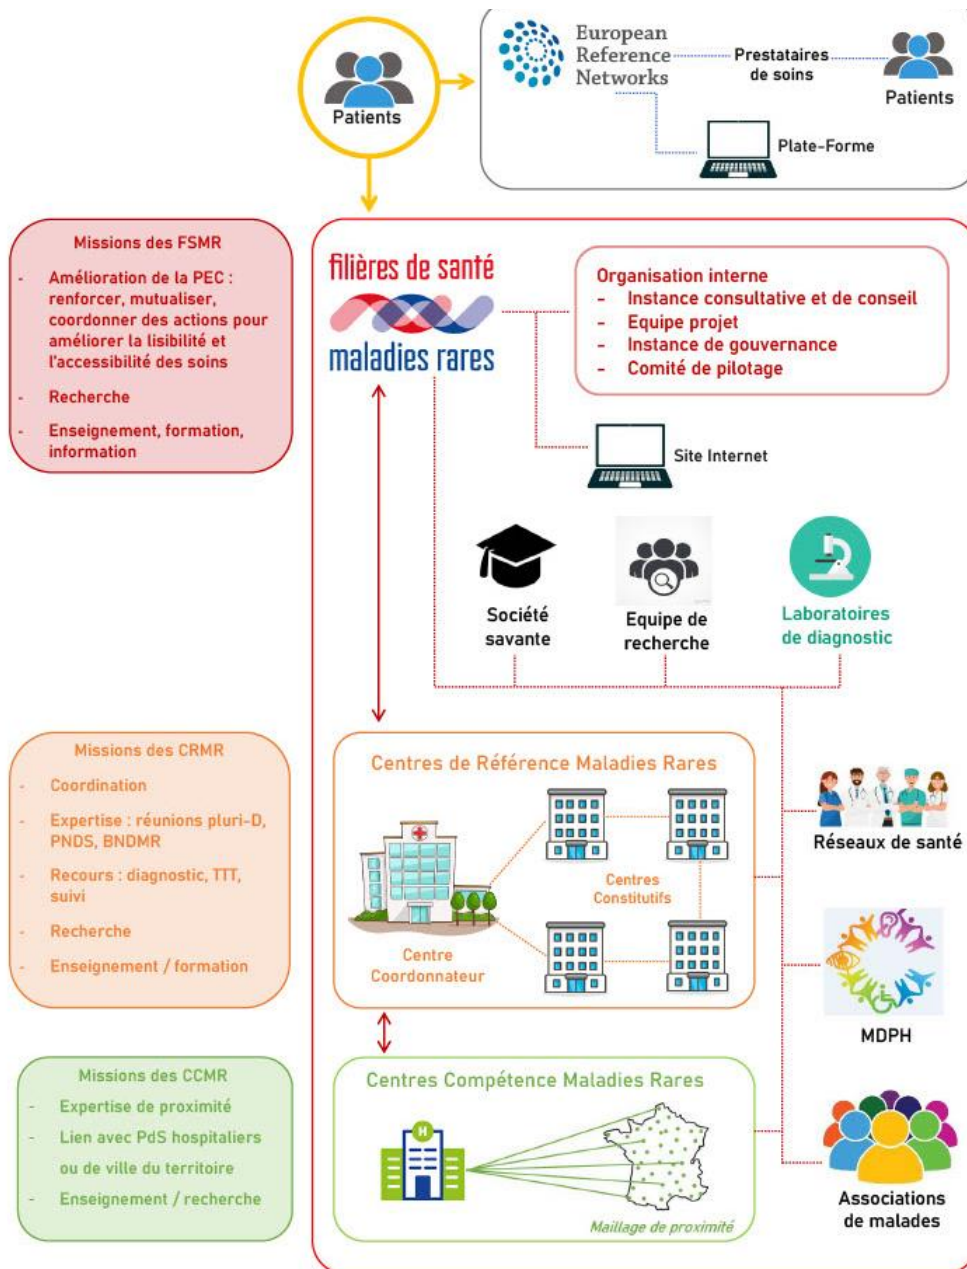 Patients
European
Reference
Networks
Prestataires
de soins
Patients
Plate-Forme
Missions des FSMR
- Amélioration de la PEC :
renforcer, mutualiser,
coordonner des actions pour
améliorer la lisibilité et
l'accessibilité des soins
- Recherche
- Enseignement, formation,
information
filières de santé
maladies rares
Organisation interne
- Instance consultative et de conseil
- Equipe projet
- Instance de gouvernance
- Comité de pilotage
Site Internet
Société
savante
Equipe de
recherche
Laboratoires
de diagnostic
Missions des CRMR
- Coordination
- Expertise : réunions pluri-D,
PNDS, BNDMR
- Recours : diagnostic, TTT,
suivi
- Recherche
- Enseignement / formation
Centres de Référence Maladies Rares
Centre
Coordonnateur
Centres
Constitutifs
Réseaux de santé
MDPH
Missions des CCMR
- Expertise de proximité
- Lien avec PdS hospitaliers
ou de ville du territoire
- Enseignement / recherche
Centres Compétence Maladies Rares
H
Maillage de proximité
Associations
de malades